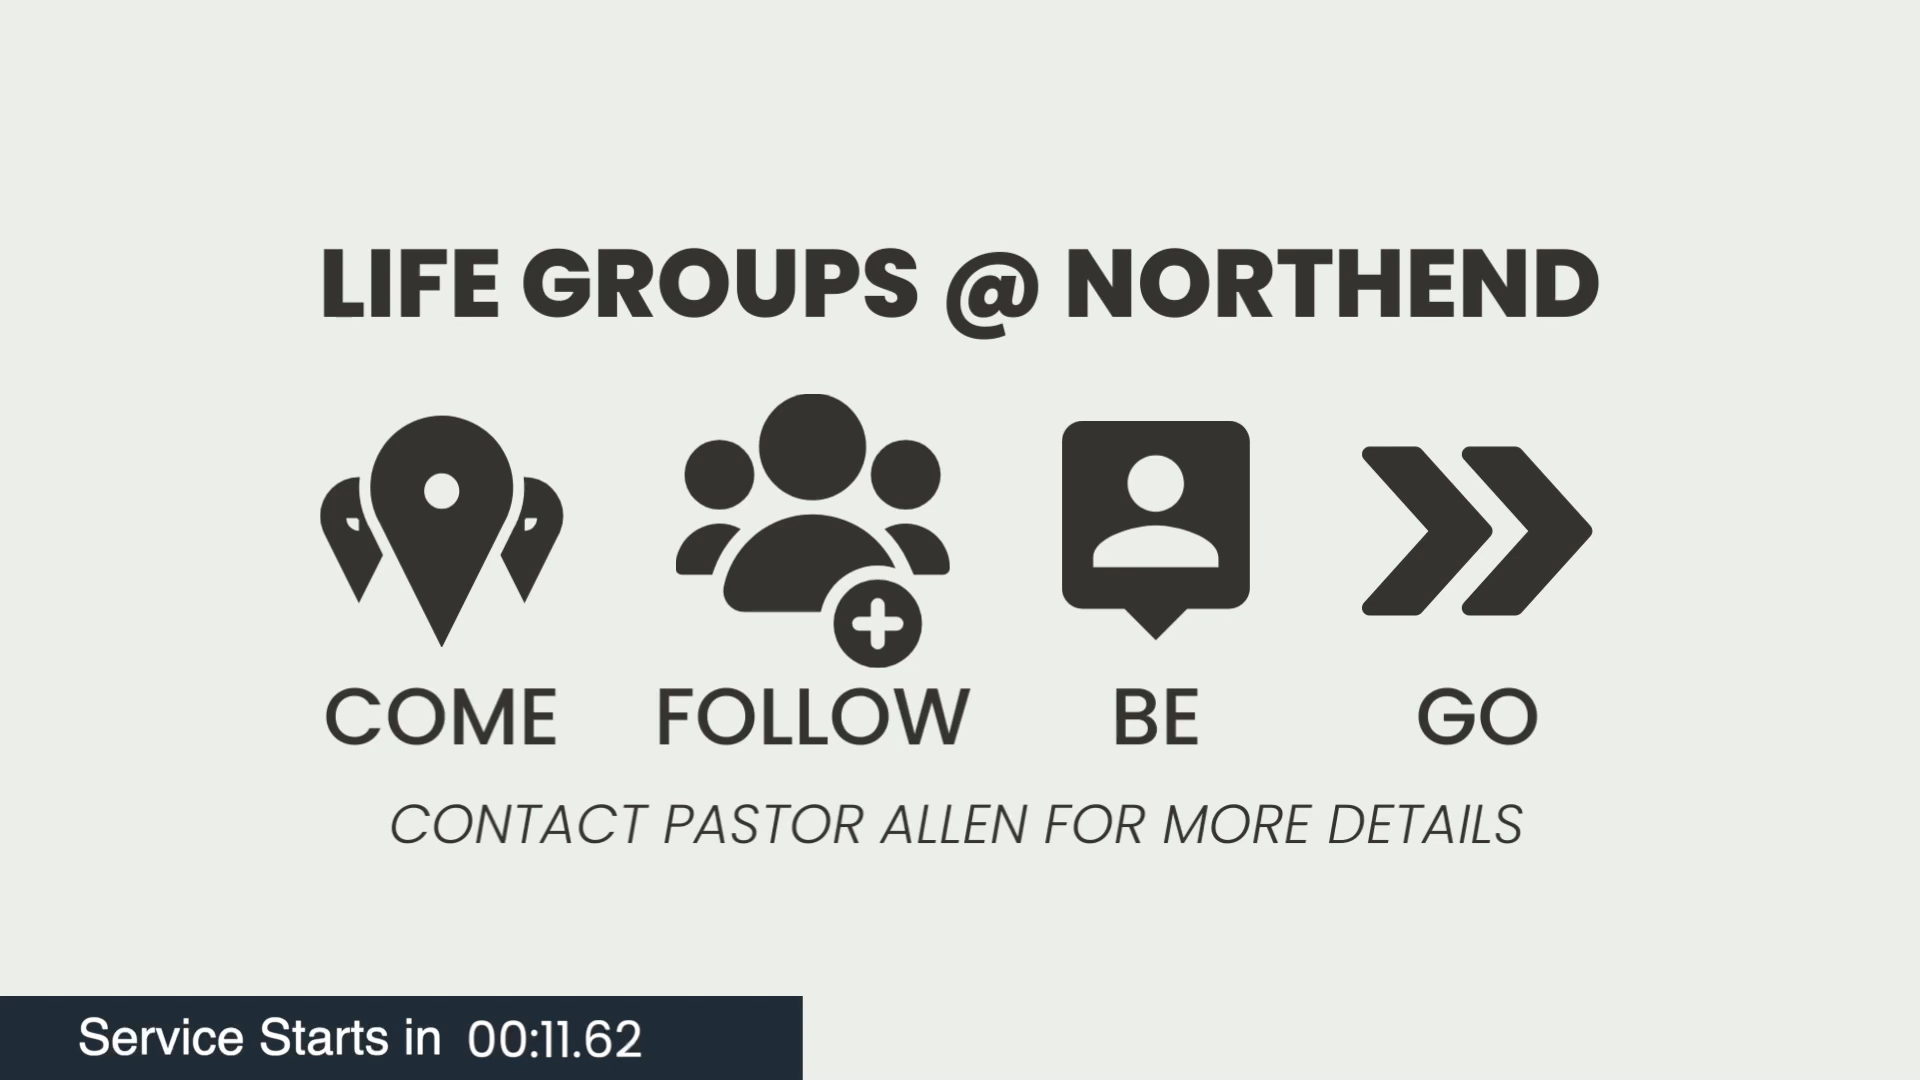 LIFE GROUPS @ NORTHEND
COME FOLLOW BE GO
CONTACT PASTOR ALLEN FOR MORE DETAILS
Service Starts in 00:11.62